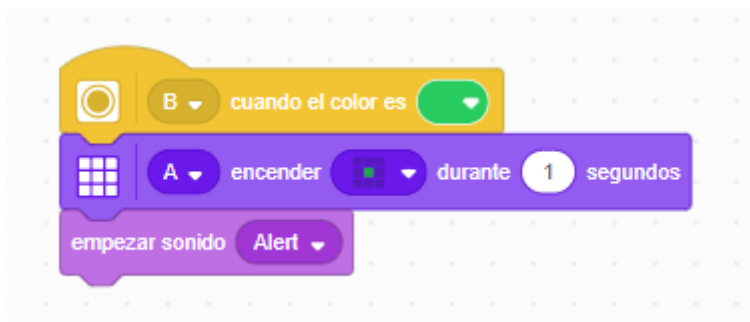 B cuando el color es
A encender durante 1 segundos
empezar sonido Alert